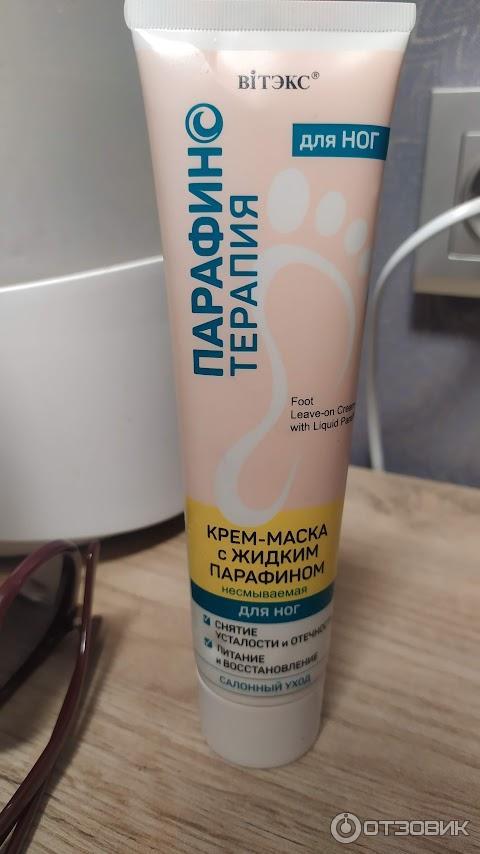 ВIТЭКС®
для НОГ
ПАРАФИНО
ТЕРАПИЯ
Foot
Leave-on Cream
with Liquid
КРЕМ-МАСКА
с ЖИДКИМ
ПАРАФИНОМ
несмываемая
для НОГ
СНЯТИЕ
УСТАЛОСТИ и ОТЕЧНОС
ПИТАНИЕ
и ВОССТАНОВЛЕНИЕ
САЛОННЫЙ УХОД
ОТЗОВИК